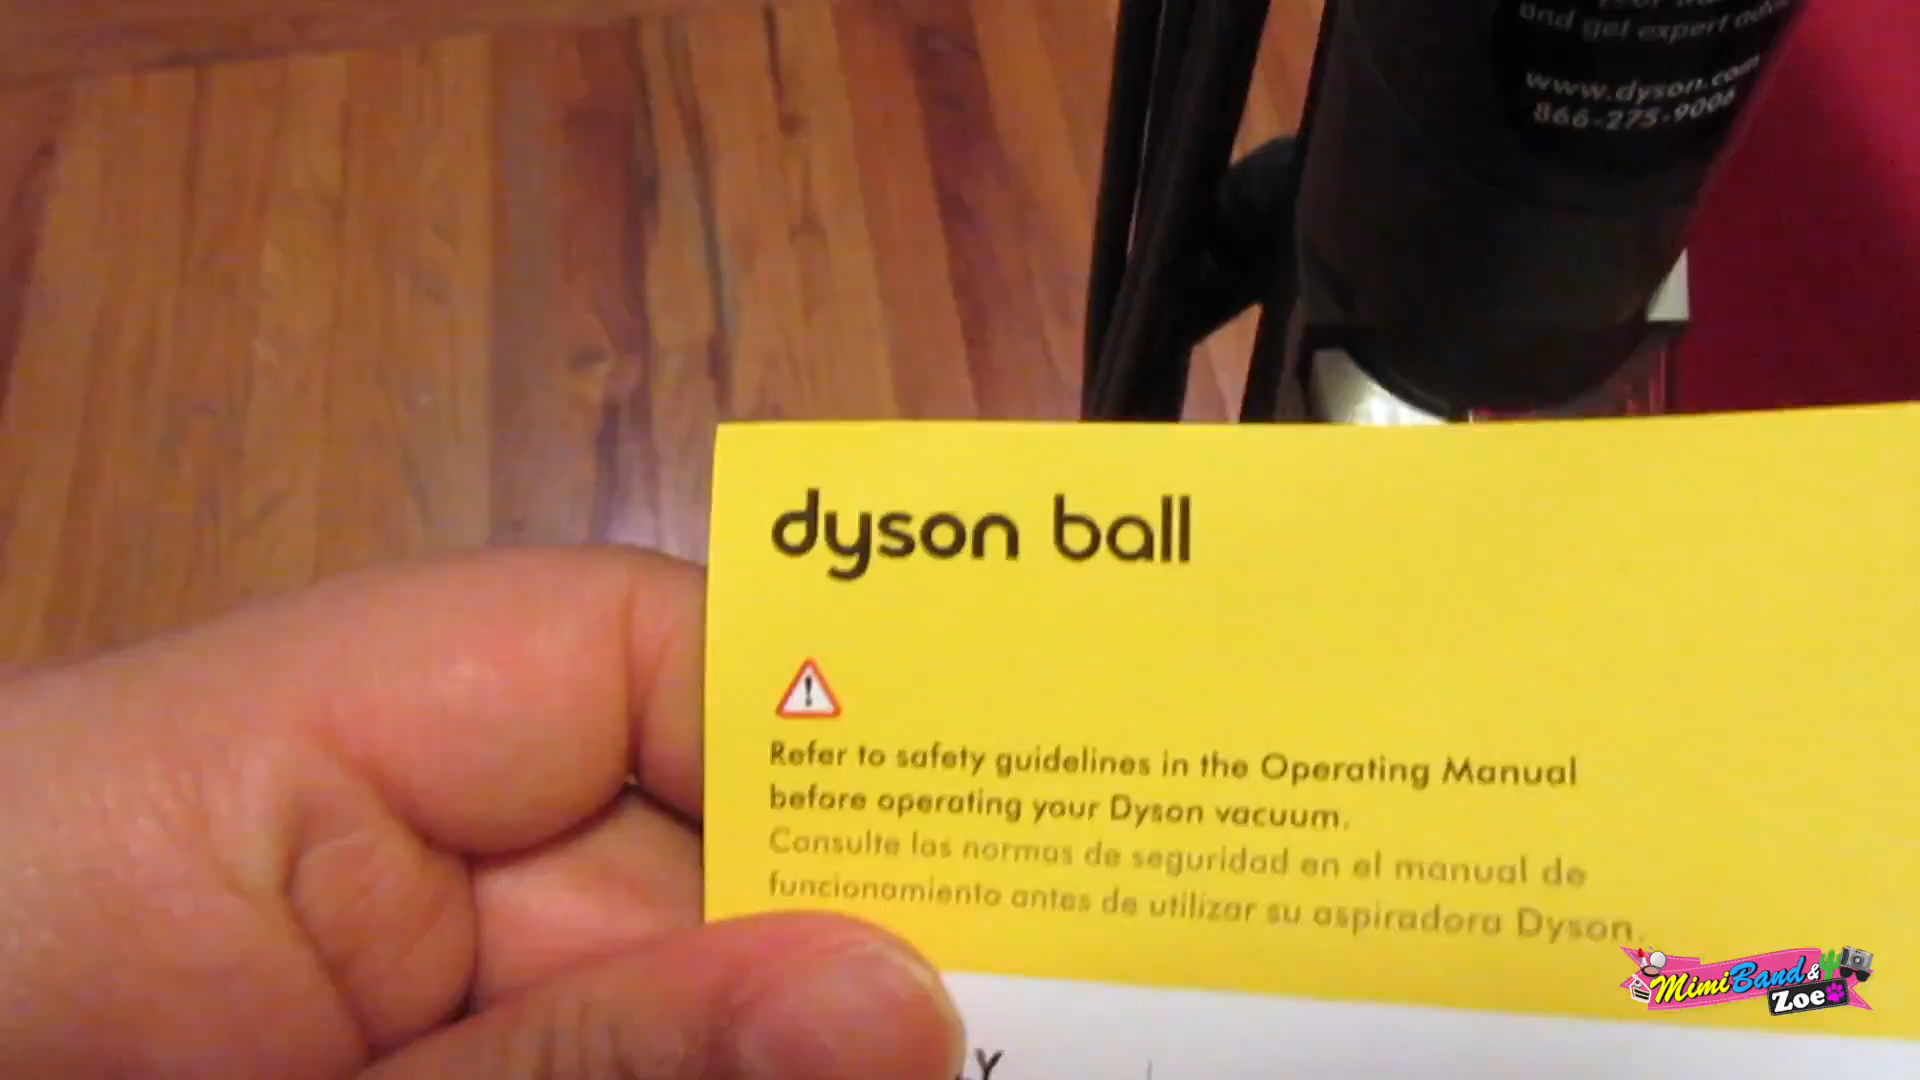 and get expert
www.dyson.com
866-275-9006
dyson ball
Refer to safety guidelines in the Operating Manual
before operating your Dyson vacuum.
Consulte las normas de seguridad en el manual de
funcionamiento antes de utilizar su aspiradora Dyson.
MimiBand&
Zoe